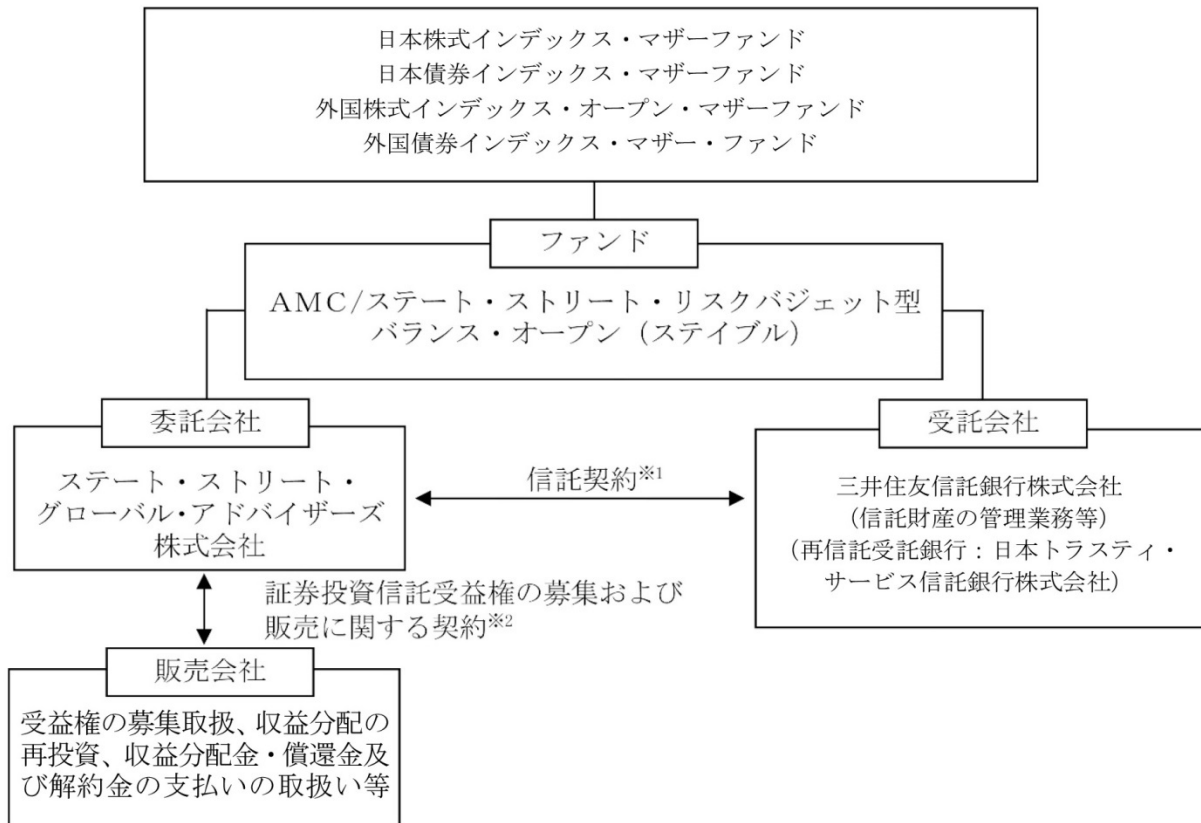 日本株式インデックス・マザーファンド
日本債券インデックス・マザーファンド
外国株式インデックス・オープン・マザーファンド
外国債券インデックス・マザー・ファンド
ファンド
AMC/ステート・ストリート・リスクバジェット型
バランス・オープン（ステイブル）
委託会社
ステート・ストリート・
グローバル・アドバイザーズ
株式会社
信託契約※1
受託会社
三井住友信託銀行株式会社
（信託財産の管理業務等）
（再信託受託銀行：日本トラスティ・
サービス信託銀行株式会社）
証券投資信託受益権の募集および
販売に関する契約※2
販売会社
受益権の募集取扱、収益分配の
再投資、収益分配金・償還金及
び解約金の支払いの取扱い等